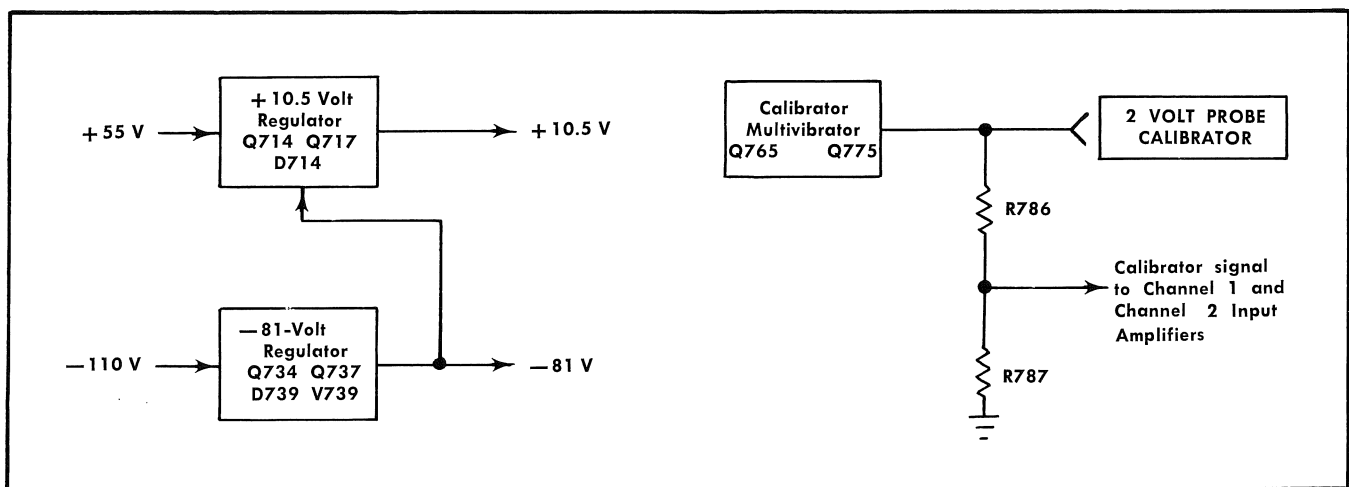 +55 V
+ 10.5 Volt
Regulator
Q714 Q717
D714
+ 10.5 V
— 110 V
— 81-Volt
Regulator
Q734 Q737
D739 V739
— 81 V
Calibrator
Multivibrator
Q765 Q775
2 VOLT PROBE
CALIBRATOR
R786
Calibrator signal
to Channel 1 and
Channel 2 Input
Amplifiers
R787